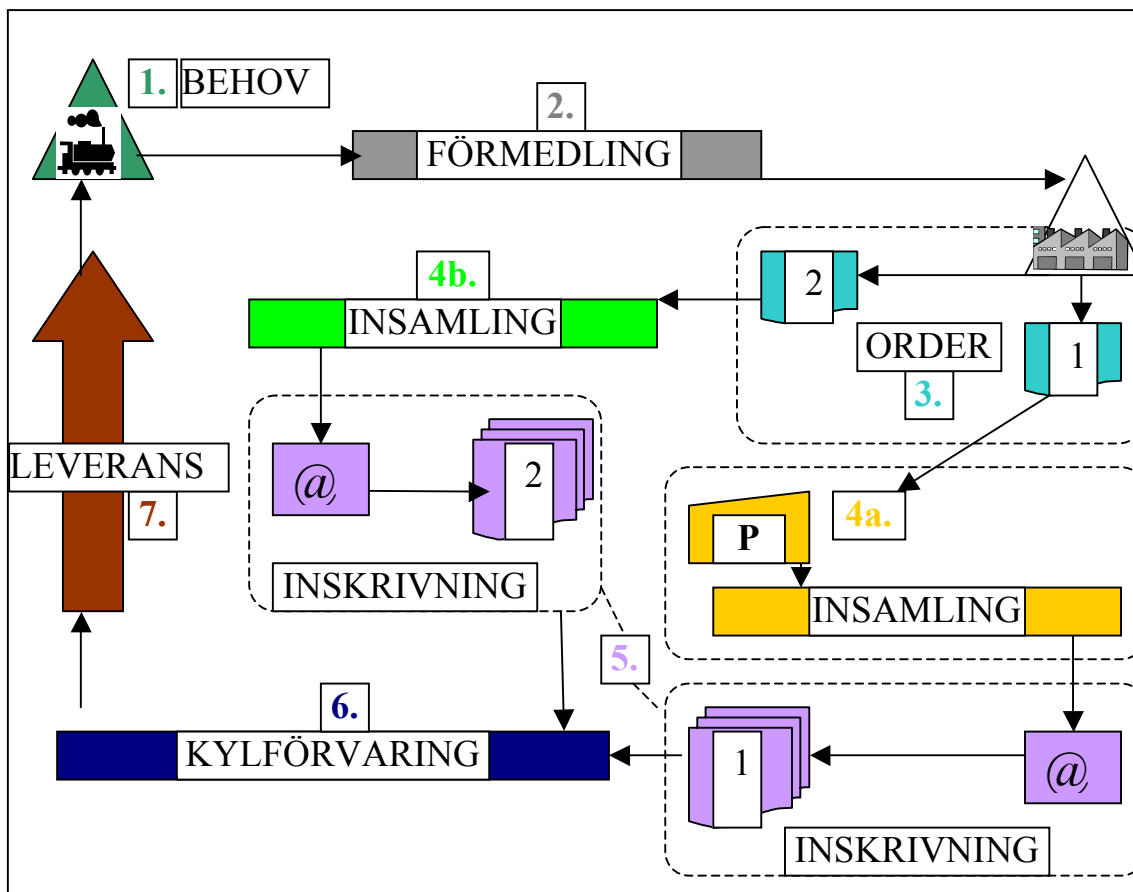 1. BEHOV
2.
FÖRMEDLING
4b.
INSAMLING
2
ORDER
3.
1
@
2
INSKRIVNING
LEVERANS
7.
4a.
P
INSAMLING
5.
6.
KYLFÖRVARING
1
@
INSKRIVNING